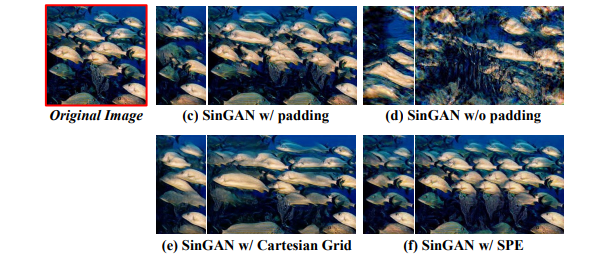 Original Image
(c) SinGAN w/ padding
(d) SinGAN w/o padding
(e) SinGAN w/ Cartesian Grid
(f) SinGAN w/ SPE